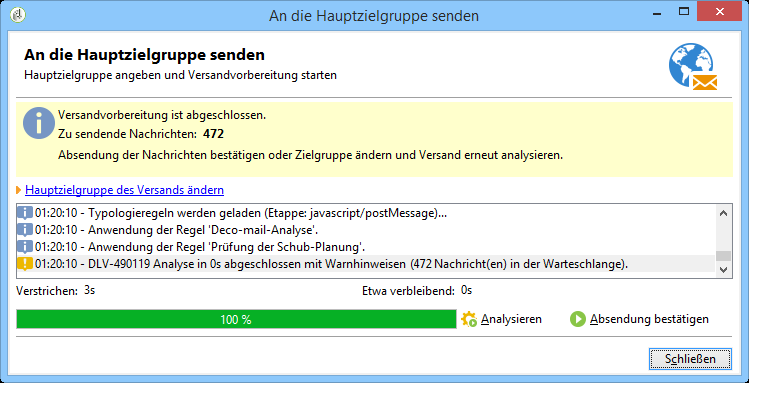 An die Hauptzielgruppe senden
An die Hauptzielgruppe senden
Hauptzielgruppe angeben und Versandvorbereitung starten
Versandvorbereitung ist abgeschlossen.
Zu sendende Nachrichten: 472
Absendung der Nachrichten bestätigen oder Zielgruppe ändern und Versand erneut analysieren.
Hauptzielgruppe des Versands ändern
01:20:10 - Typologieregeln werden geladen (Etappe: javascript/postMessage)...
01:20:10 - Anwendung der Regel 'Deco-mail-Analyse'.
01:20:10 - Anwendung der Regel 'Prüfung der Schub-Planung'.
01:20:10 - DLV-490119 Analyse in 0s abgeschlossen mit Warnhinweisen (472 Nachricht(en) in der Warteschlange).
Verstrichen: 3s Etwa verbleibend: 0s
100 % Analysieren Absendung bestätigen
Schließen